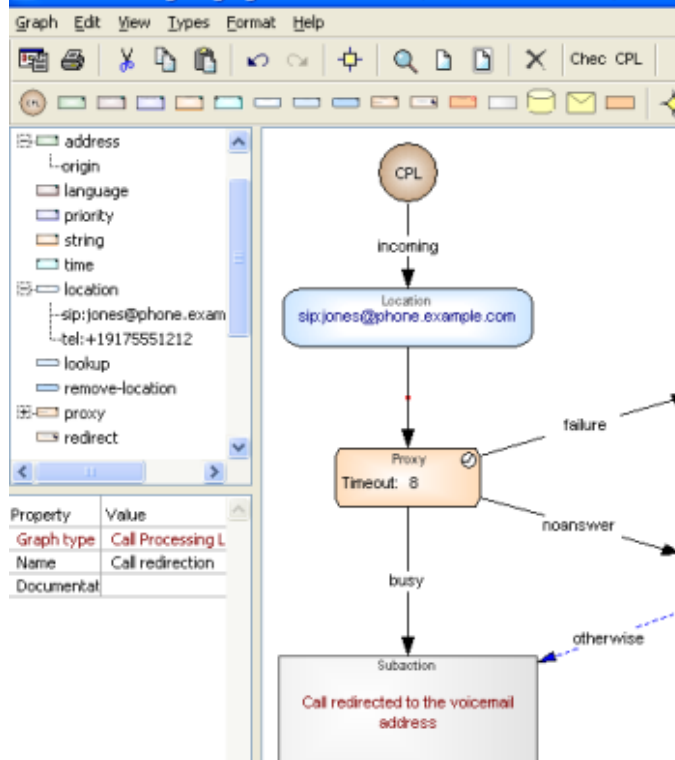 Graph Edit View Types Format Help
Chec CPL
CPL
address
origin
language
priority
string
time
location
sip:jones@phone.exam
tel:+19175551212
lookup
remove-location
proxy
redirect
Property Value
Graph type Call Processing L
Name Call redirection
Documentat
CPL
incoming
Location
sip:jones@phone.example.com
failure
Proxy
Timeout: 8
noanswer
busy
otherwise
Subaction
Call redirected to the voicemail
address